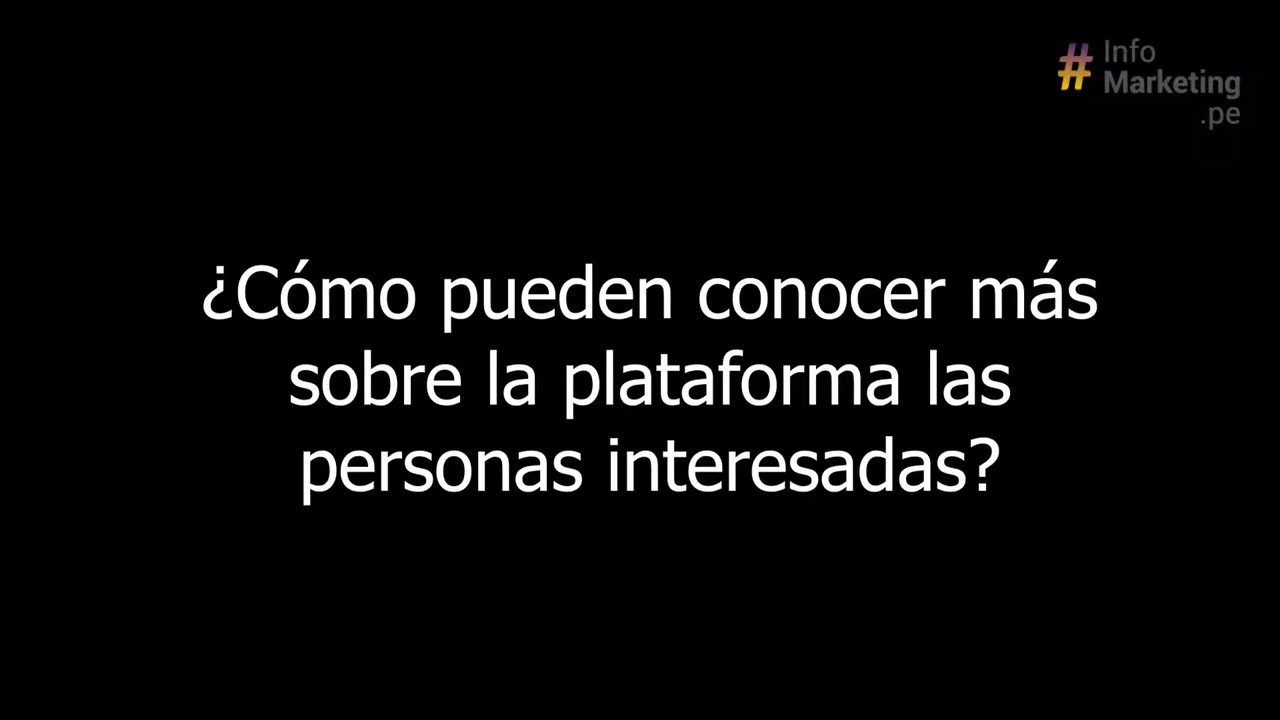 # Info
Marketing
.pe
¿Cómo pueden conocer más
sobre la plataforma las
personas interesadas?